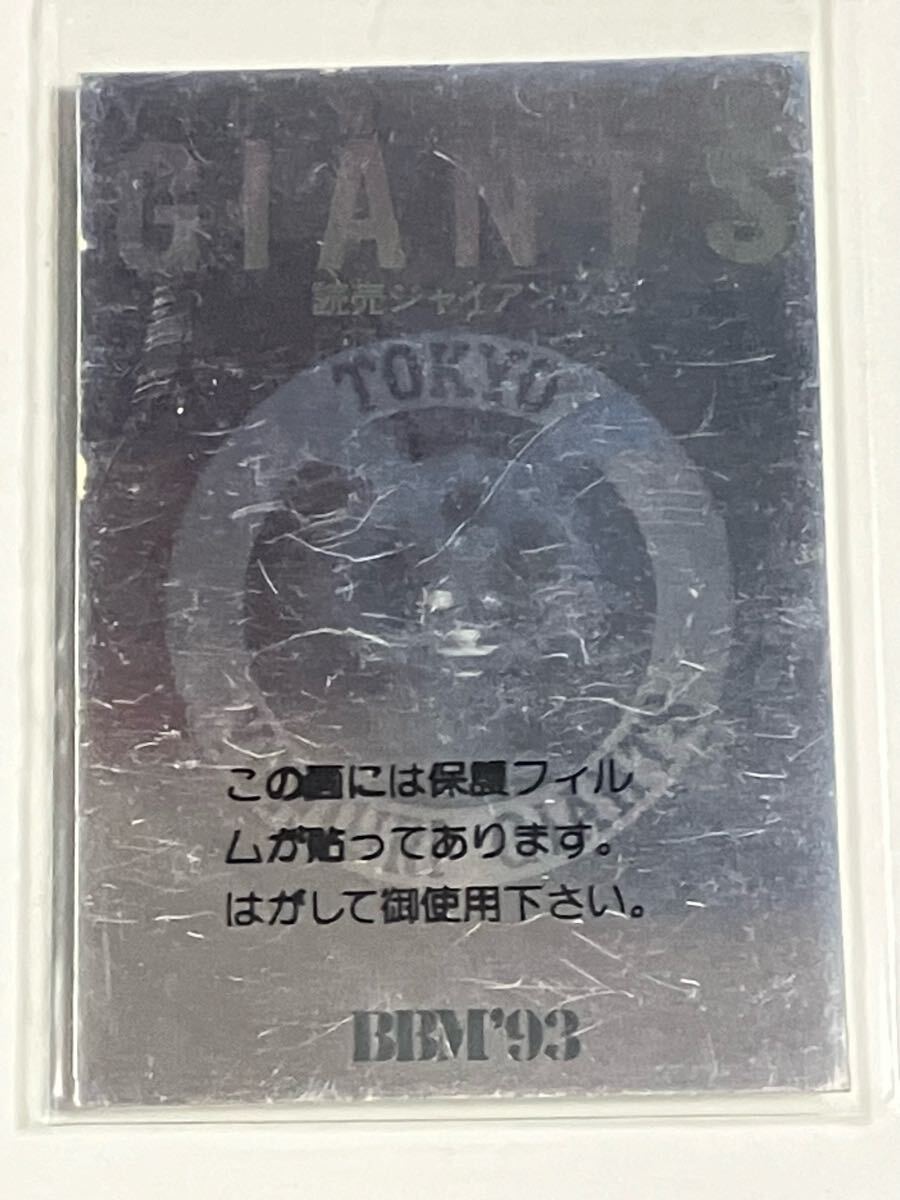 GIANTS
読売ジャイアンツ
TOKYO
この面には保護フィル
ムが貼ってあります。
はがして御使用下さい。
BBM'93